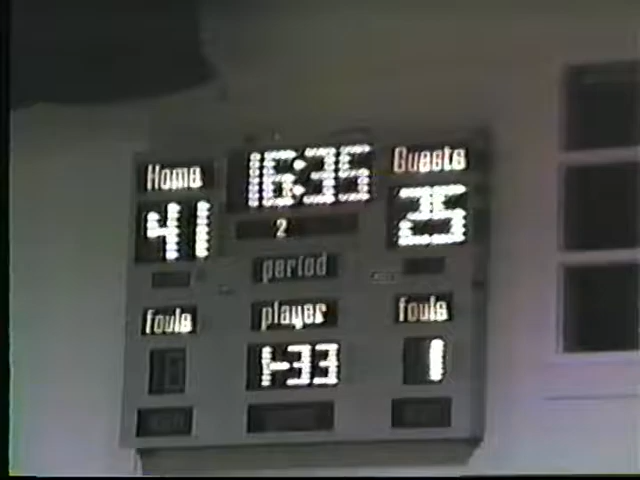 Home 16:35 Guests
41 2 25
period
fouls player fouls
1-33 1